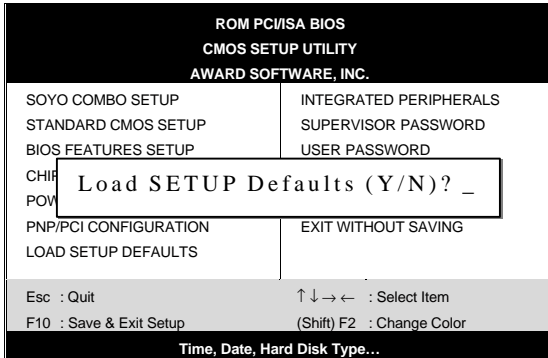 ROM PCI/ISA BIOS
CMOS SETUP UTILITY
AWARD SOFTWARE, INC.
SOYO COMBO SETUP
STANDARD CMOS SETUP
BIOS FEATURES SETUP
CHIP
POW
PNP/PCI CONFIGURATION
LOAD SETUP DEFAULTS
INTEGRATED PERIPHERALS
SUPERVISOR PASSWORD
USER PASSWORD
EXIT WITHOUT SAVING
Load SETUP Defaults (Y/N)? _
Esc : Quit
↑↓→← : Select Item
F10 : Save & Exit Setup
(Shift) F2 : Change Color
Time, Date, Hard Disk Type…